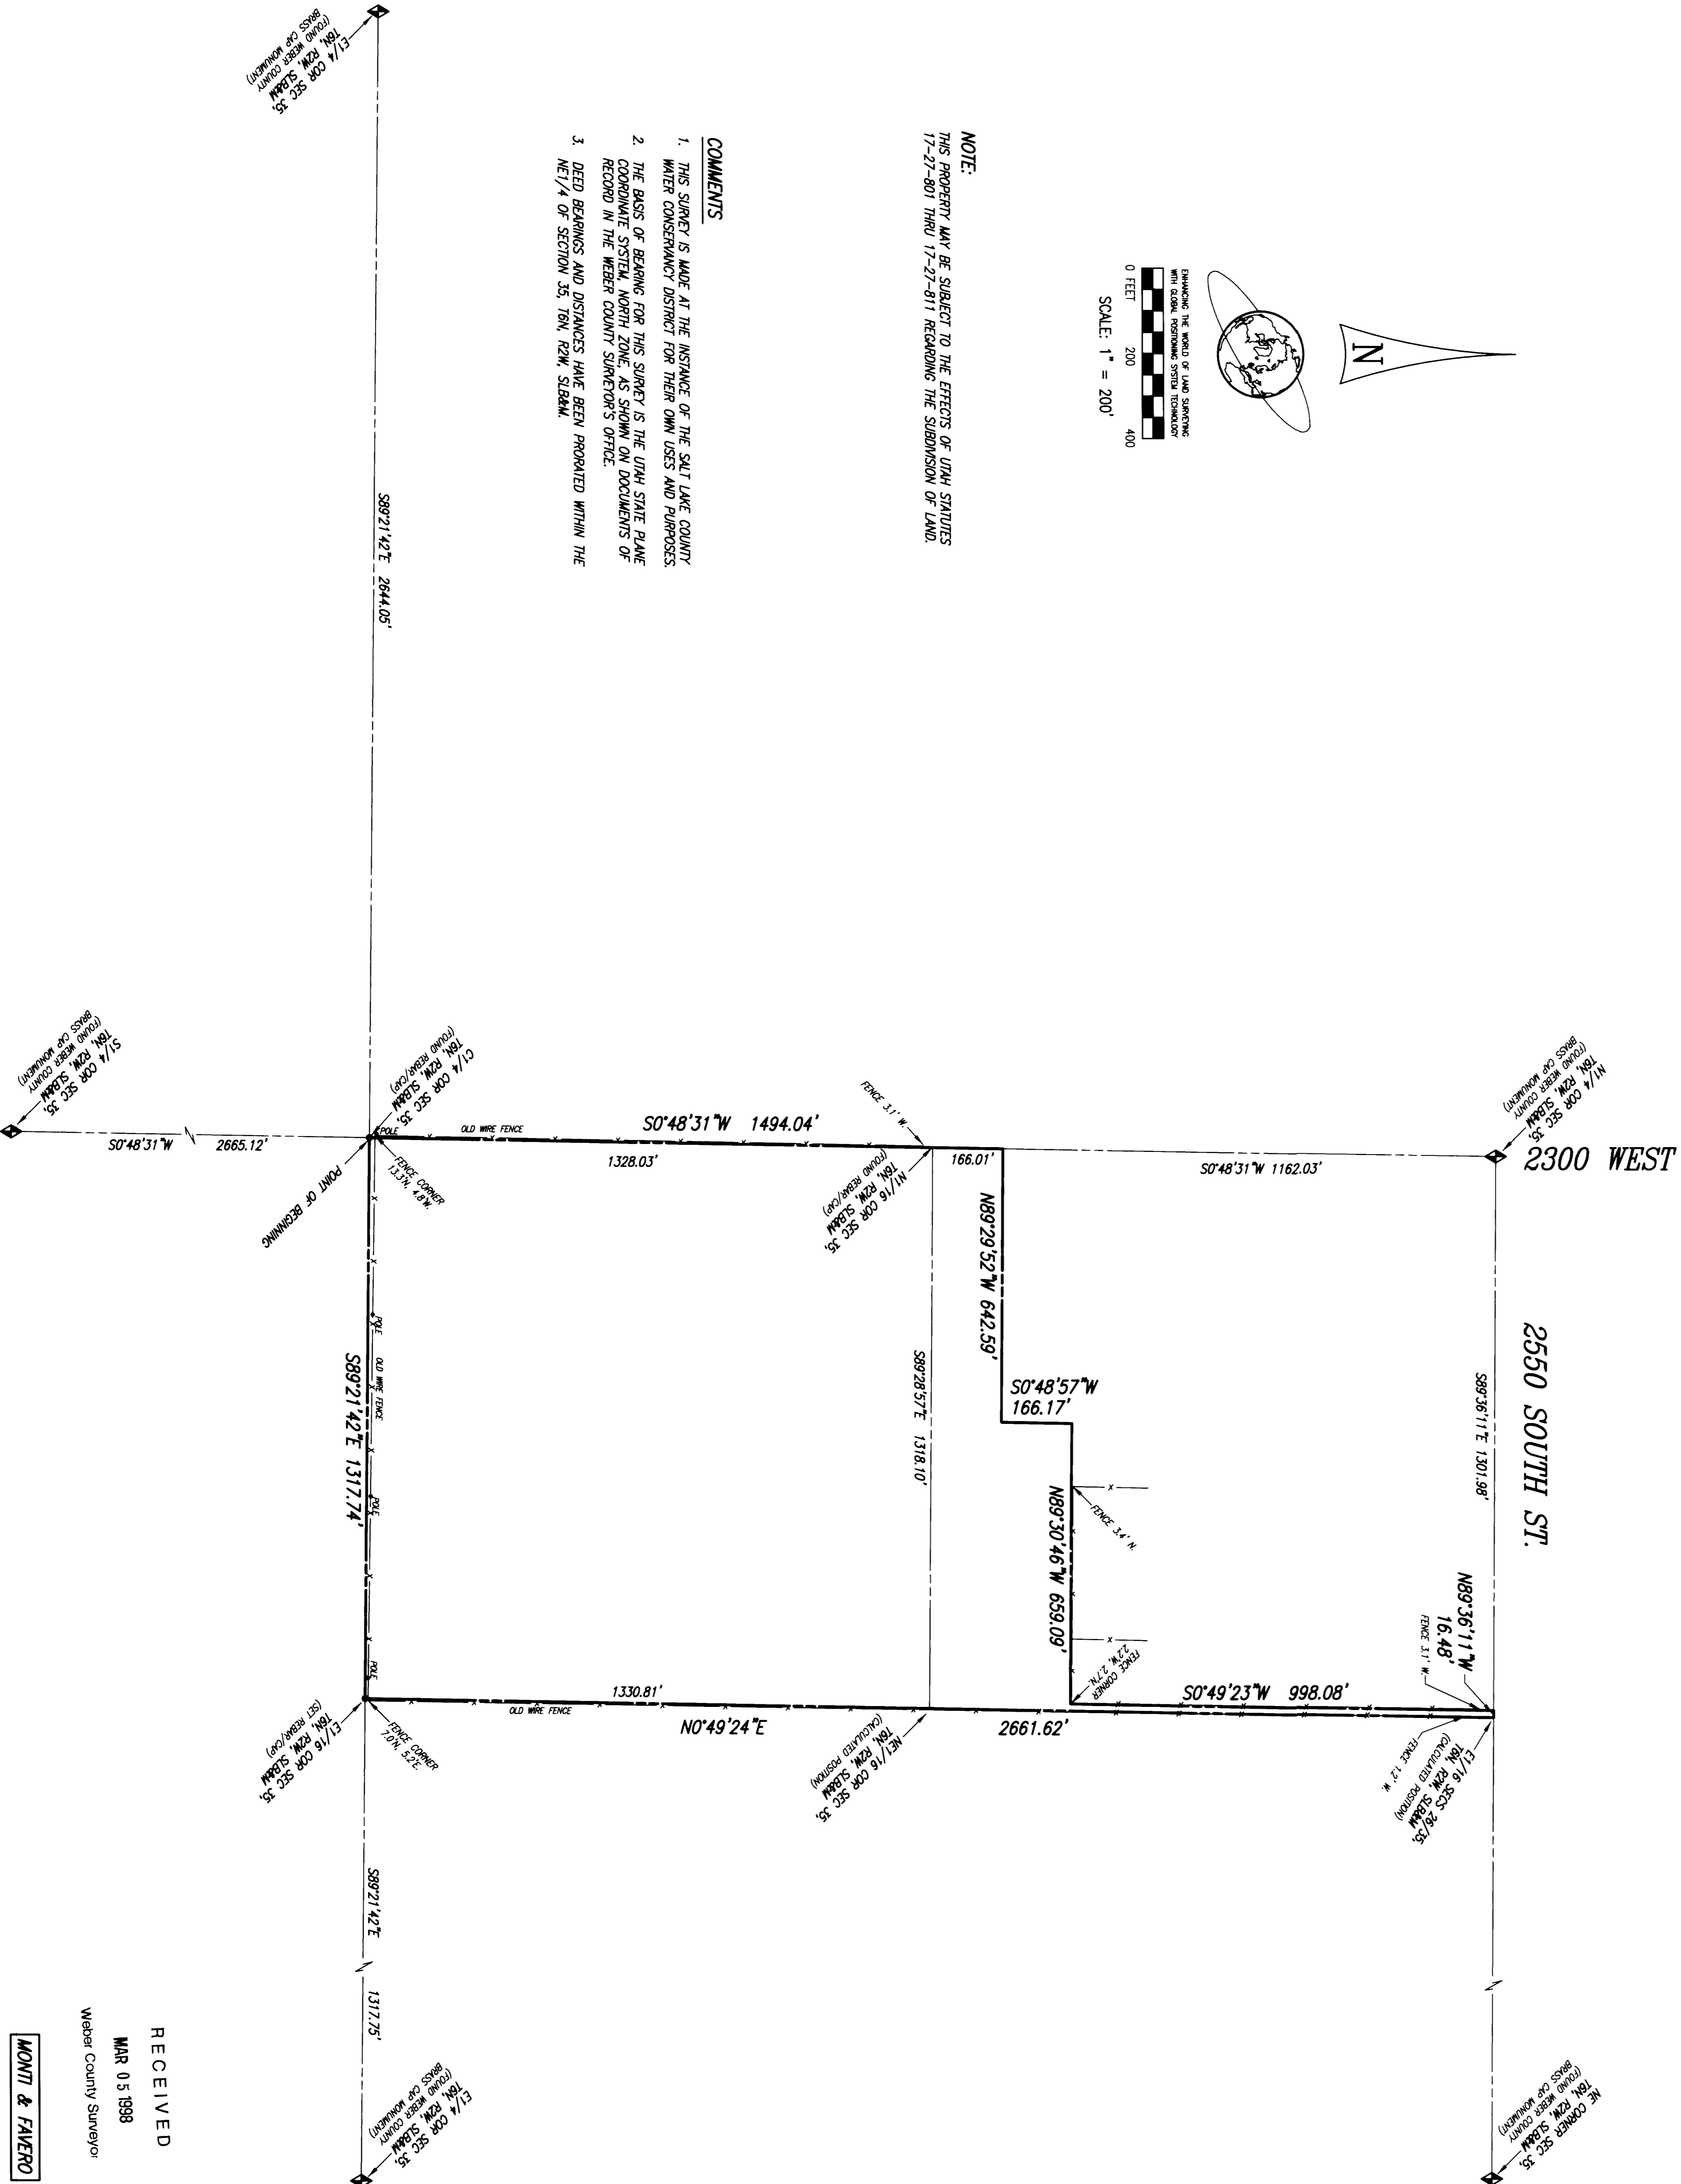 N
ENHANCING THE WORLD OF LAND SURVEYING
WITH GLOBAL POSITIONING SYSTEM TECHNOLOGY
0 FEET 200 400
SCALE: 1" = 200'
NOTE:
THIS PROPERTY MAY BE SUBJECT TO THE EFFECTS OF UTAH STATUTES
17-27-801 THRU 17-27-811 REGARDING THE SUBDIVISION OF LAND.
COMMENTS
1. THIS SURVEY IS MADE AT THE INSTANCE OF THE SALT LAKE COUNTY
WATER CONSERVANCY DISTRICT FOR THEIR OWN USES AND PURPOSES.
2. THE BASIS OF BEARING FOR THIS SURVEY IS THE UTAH STATE PLANE
COORDINATE SYSTEM, NORTH ZONE, AS SHOWN ON DOCUMENTS OF
RECORD IN THE WEBER COUNTY SURVEYOR'S OFFICE.
3. DEED BEARINGS AND DISTANCES HAVE BEEN PRORATED WITHIN THE
NE1/4 OF SECTION 35, T6N, R2W, SLB&M.
E1/4 COR SEC 35,
T6N, R2W, SLB&M
(FOUND WEBER COUNTY
BRASS CAP MONUMENT)
S89°21'42"E 2644.05'
N1/4 COR SEC 35,
T6N, R2W, SLB&M
(FOUND WEBER COUNTY
BRASS CAP MONUMENT)
2300 WEST
2550 SOUTH ST.
S89°36'11"E 1301.98'
N89°36'11"W
16.48'
FENCE 3.1' W.
E1/16 SECS 26/35,
T6N, R2W, SLB&M
(CALCULATED POSITION)
FENCE 1.2' W.
NE CORNER SEC 35,
T6N, R2W, SLB&M
(FOUND WEBER COUNTY
BRASS CAP MONUMENT)
S0°48'31"W 1162.03'
166.01'
N89°29'52"W 642.59'
S0°48'57"W
166.17'
N89°30'46"W 659.09'
FENCE 3.4' N.
FENCE CORNER
2.2'W, 2.7'N.
S0°49'23"W 998.08'
FENCE 3.1' W.
N1/16 COR SEC 35,
T6N, R2W, SLB&M
(FOUND REBAR/CAP)
S89°28'57"E 1318.10'
NE1/16 COR SEC 35,
T6N, R2W, SLB&M
(CALCULATED POSITION)
S0°48'31"W 1494.04'
1328.03'
OLD WIRE FENCE
POLE
C1/4 COR SEC 35,
T6N, R2W, SLB&M
(FOUND REBAR/CAP)
FENCE CORNER
13.3'N, 4.8'W.
POINT OF BEGINNING
POLE
OLD WIRE FENCE
POLE
POLE
S89°21'42"E 1317.74'
N0°49'24"E 2661.62'
1330.81'
OLD WIRE FENCE
FENCE CORNER
7.0'N, 5.2'E.
E1/16 COR SEC 35,
T6N, R2W, SLB&M
(SET REBAR/CAP)
S89°21'42"E 1317.75'
E1/4 COR SEC 35,
T6N, R2W, SLB&M
(FOUND WEBER COUNTY
BRASS CAP MONUMENT)
S0°48'31"W 2665.12'
S1/4 COR SEC 35,
T6N, R2W, SLB&M
(FOUND WEBER COUNTY
BRASS CAP MONUMENT)
RECEIVED
MAR 05 1998
Weber County Surveyor
MONTI & FAVERO